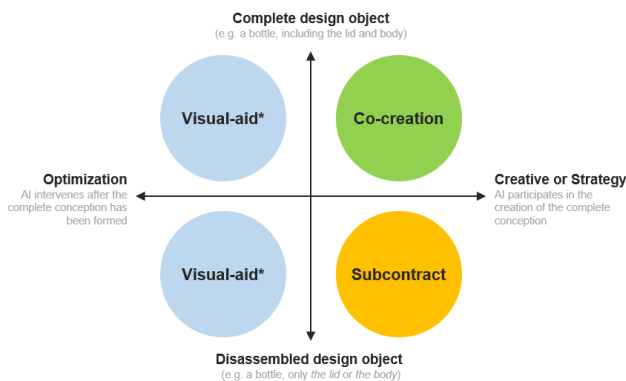 Complete design object
(e.g. a bottle, including the lid and body)
Visual-aid*
Co-creation
Optimization
AI intervenes after the
complete conception has
been formed
Creative or Strategy
AI participates in the
creation of the complete
conception
Visual-aid*
Subcontract
Disassembled design object
(e.g. a bottle, only the lid or the body)